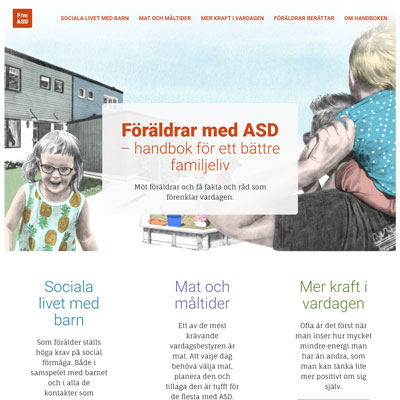 F/m
ASD
SOCIALA LIVET MED BARN
MAT OCH MÅLTIDER
MER KRAFT I VARDAGEN
FÖRÄLDRAR BERÄTTAR
OM HANDBOKEN
Föräldrar med ASD
– handbok för ett bättre
familjeliv
Möt föräldrar och få fakta och råd som
förenklar vardagen.
Sociala
livet med
barn
Som förälder ställs
höga krav på social
förmåga. Både i
samspelet med barnet
och i alla de
kontakter som
Mat och
måltider
Ett av de mest
krävande
vardagsbestyren är
mat. Att varje dag
behöva välja mat,
planera den och
tillaga den är tufft för
de flesta med ASD.
Mer kraft i
vardagen
Ofta är det först när
man inser hur mycket
mindre energi man
har än andra, som
man kan tänka lite
mer positivt om sig
själv.